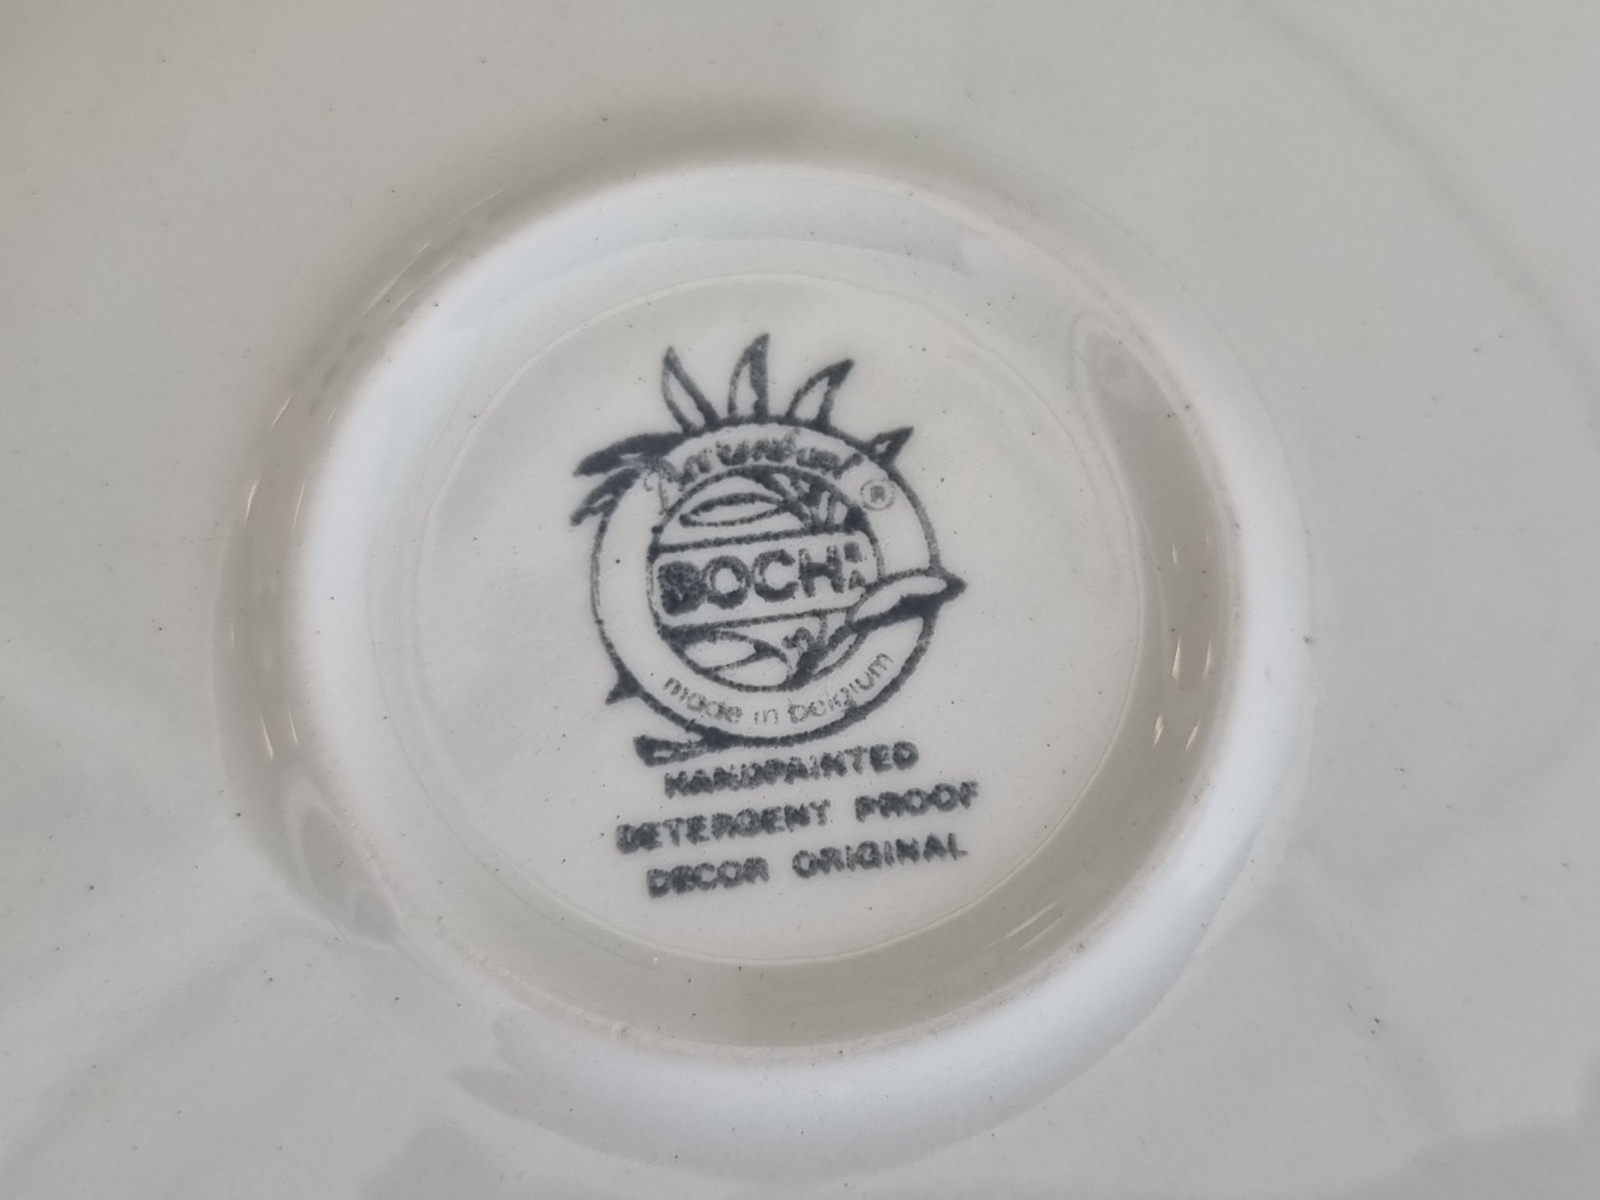 ®
BOCH
made in belgium
HANDPAINTED
DETERGENT PROOF
DECOR ORIGINAL